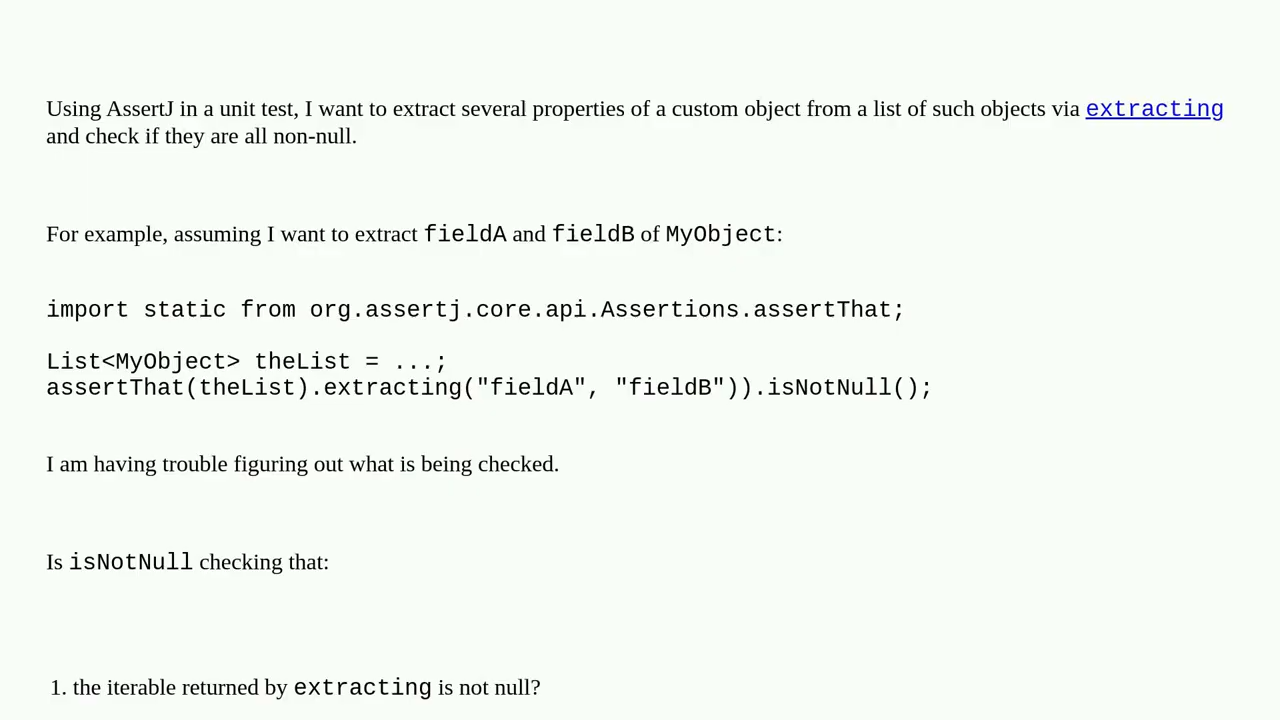 Using AssertJ in a unit test, I want to extract several properties of a custom object from a list of such objects via extracting
and check if they are all non-null.
For example, assuming I want to extract fieldA and fieldB of MyObject:
import static from org.assertj.core.api.Assertions.assertThat;
List<MyObject> theList = ...;
assertThat(theList).extracting("fieldA", "fieldB")).isNotNull();
I am having trouble figuring out what is being checked.
Is isNotNull checking that:
1. the iterable returned by extracting is not null?